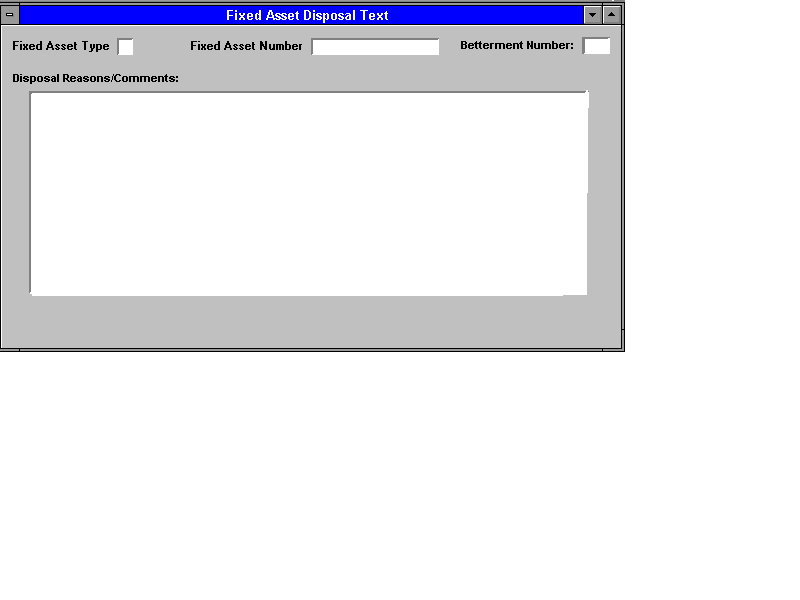 Fixed Asset Disposal Text
Fixed Asset Type Fixed Asset Number Betterment Number:
Disposal Reasons/Comments: